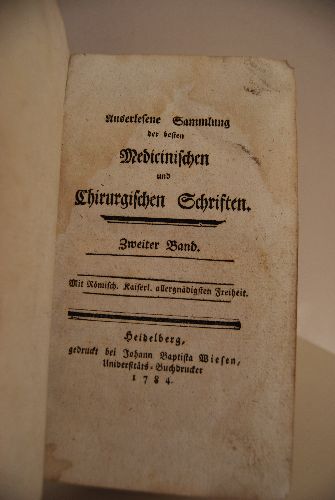 Auserlesene Sammlung
der besten
Medicinischen
und
Chirurgischen Schriften.
Zweiter Band.
Mit Römisch. Kaiserl. allergnädigsten Freiheit.
Heidelberg,
gedruckt bei Johann Baptista Wiesen,
Universitäts-Buchdrucker
1784.